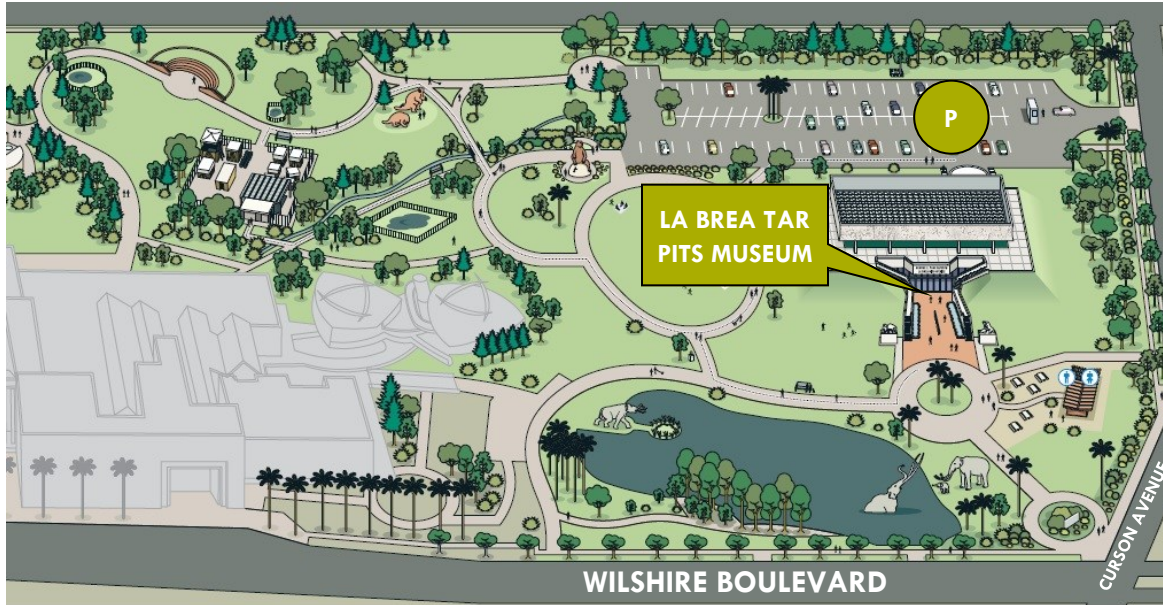 P
LA BREA TAR
PITS MUSEUM
WILSHIRE BOULEVARD
CURSON AVENUE